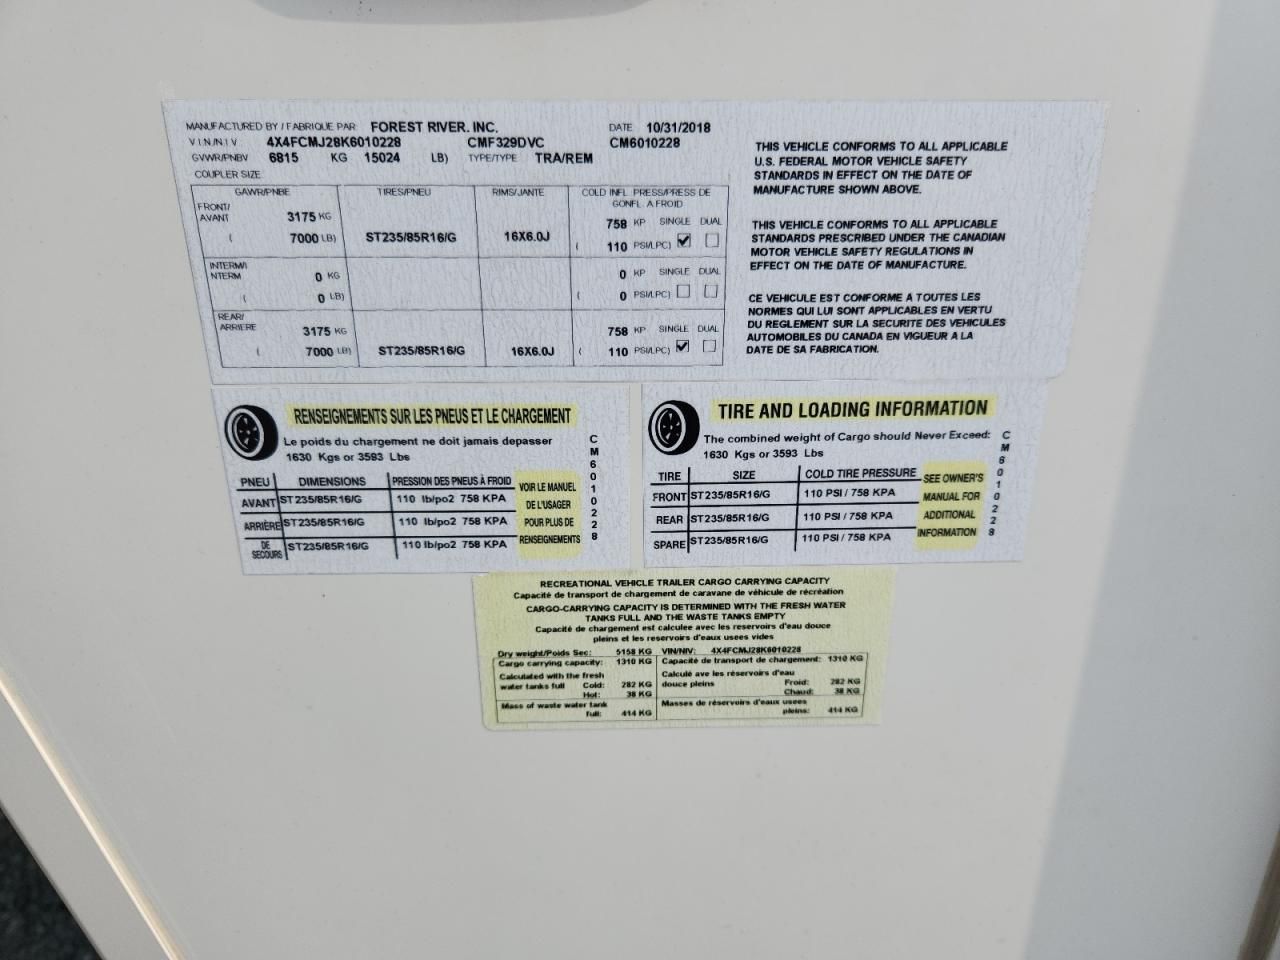 MANUFACTURED BY / FABRIQUE PAR FOREST RIVER. INC. DATE 10/31/2018
V.I.N./N.I.V. 4X4FCMJ28K6010228 CMF329DVC CM6010228
GVWR/PNBV 6815 KG 15024 LB) TYPE/TYPE TRA/REM
COUPLER SIZE
GAWR/PNBE TIRES/PNEU RIMS/JANTE COLD INFL PRESS/PRESS DE
GONFL A FROID
FRONT/
AVANT 3175 KG 758 KP SINGLE DUAL
( 7000 LB) ST235/85R16/G 16X6.0J ( 110 PSI/LPC)
INTERM/I
NTERM 0 KG 0 KP SINGLE DUAL
( 0 LB) ( 0 PSI/LPC)
REAR/
ARRIERE 3175 KG 758 KP SINGLE DUAL
( 7000 LB) ST235/85R16/G 16X6.0J ( 110 PSI/LPC)
THIS VEHICLE CONFORMS TO ALL APPLICABLE
U.S. FEDERAL MOTOR VEHICLE SAFETY
STANDARDS IN EFFECT ON THE DATE OF
MANUFACTURE SHOWN ABOVE.
THIS VEHICLE CONFORMS TO ALL APPLICABLE
STANDARDS PRESCRIBED UNDER THE CANADIAN
MOTOR VEHICLE SAFETY REGULATIONS IN
EFFECT ON THE DATE OF MANUFACTURE.
CE VEHICULE EST CONFORME A TOUTES LES
NORMES QUI LUI SONT APPLICABLES EN VERTU
DU REGLEMENT SUR LA SECURITE DES VEHICULES
AUTOMOBILES DU CANADA EN VIGUEUR A LA
DATE DE SA FABRICATION.
RENSEIGNEMENTS SUR LES PNEUS ET LE CHARGEMENT
Le poids du chargement ne doit jamais depasser
1630 Kgs or 3593 Lbs
PNEU DIMENSIONS PRESSION DES PNEUS À FROID
AVANT ST235/85R16/G 110 lb/po2 758 KPA
ARRIÈRE ST235/85R16/G 110 lb/po2 758 KPA
DE
SECOURS ST235/85R16/G 110 lb/po2 758 KPA
VOIR LE MANUEL
DE L'USAGER
POUR PLUS DE
RENSEIGNEMENTS
CM6010228
TIRE AND LOADING INFORMATION
The combined weight of Cargo should Never Exceed:
1630 Kgs or 3593 Lbs
TIRE SIZE COLD TIRE PRESSURE
FRONT ST235/85R16/G 110 PSI / 758 KPA
REAR ST235/85R16/G 110 PSI / 758 KPA
SPARE ST235/85R16/G 110 PSI / 758 KPA
SEE OWNER'S
MANUAL FOR
ADDITIONAL
INFORMATION
CM6010228
RECREATIONAL VEHICLE TRAILER CARGO CARRYING CAPACITY
Capacité de transport de chargement de caravane de véhicule de récréation
CARGO-CARRYING CAPACITY IS DETERMINED WITH THE FRESH WATER
TANKS FULL AND THE WASTE TANKS EMPTY
Capacité de chargement est calculee avec les reservoirs d'eau douce
pleins et les reservoirs d'eaux usees vides
Dry weight/Poids Sec: 5158 KG VIN/NIV: 4X4FCMJ28K6010228
Cargo carrying capacity: 1310 KG Capacité de transport de chargement: 1310 KG
Calculated with the fresh
water tanks full Cold: 282 KG
Hot: 38 KG
Calculé ave les réservoirs d'eau
douce pleins Froid: 282 KG
Chaud: 38 KG
Mass of waste water tank
full: 414 KG
Masses de réservoirs d'eaux usees
pleins: 414 KG